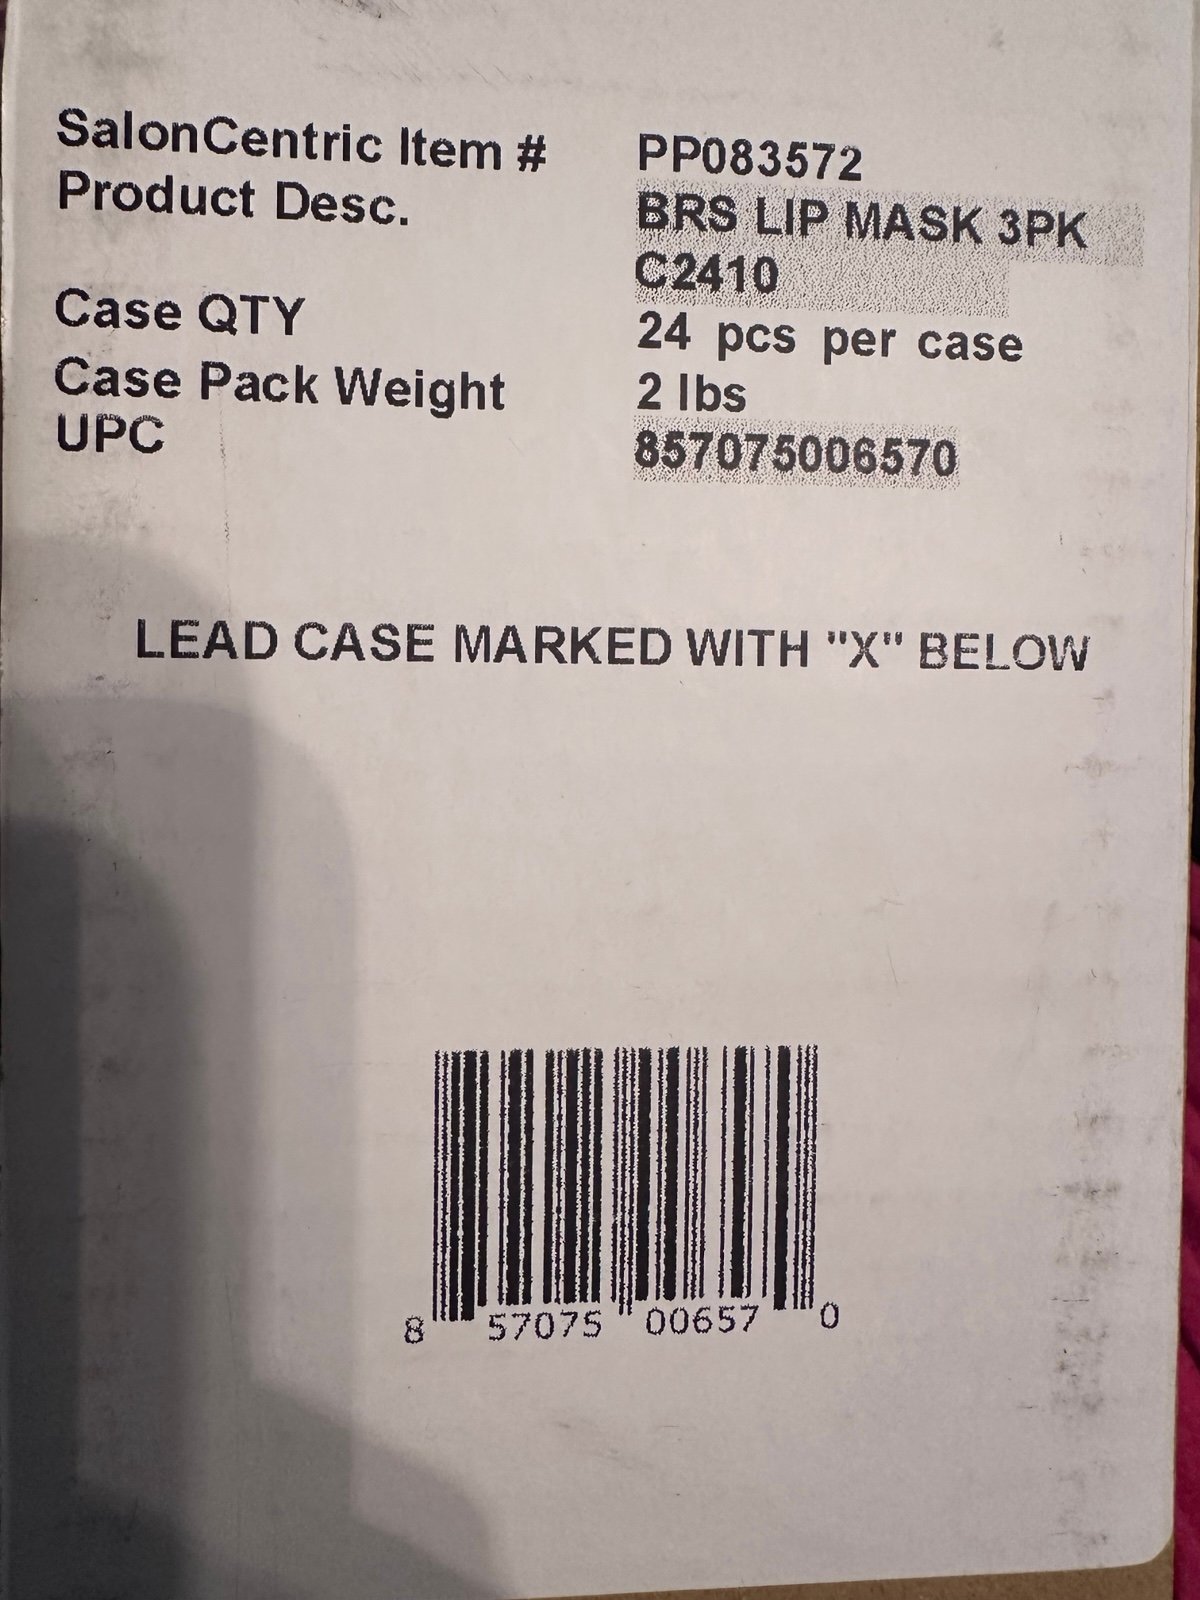 SalonCentric Item # PP083572
Product Desc. BRS LIP MASK 3PK
C2410
Case QTY 24 pcs per case
Case Pack Weight 2 lbs
UPC 857075006570
LEAD CASE MARKED WITH "X" BELOW
8 57075 00657 0